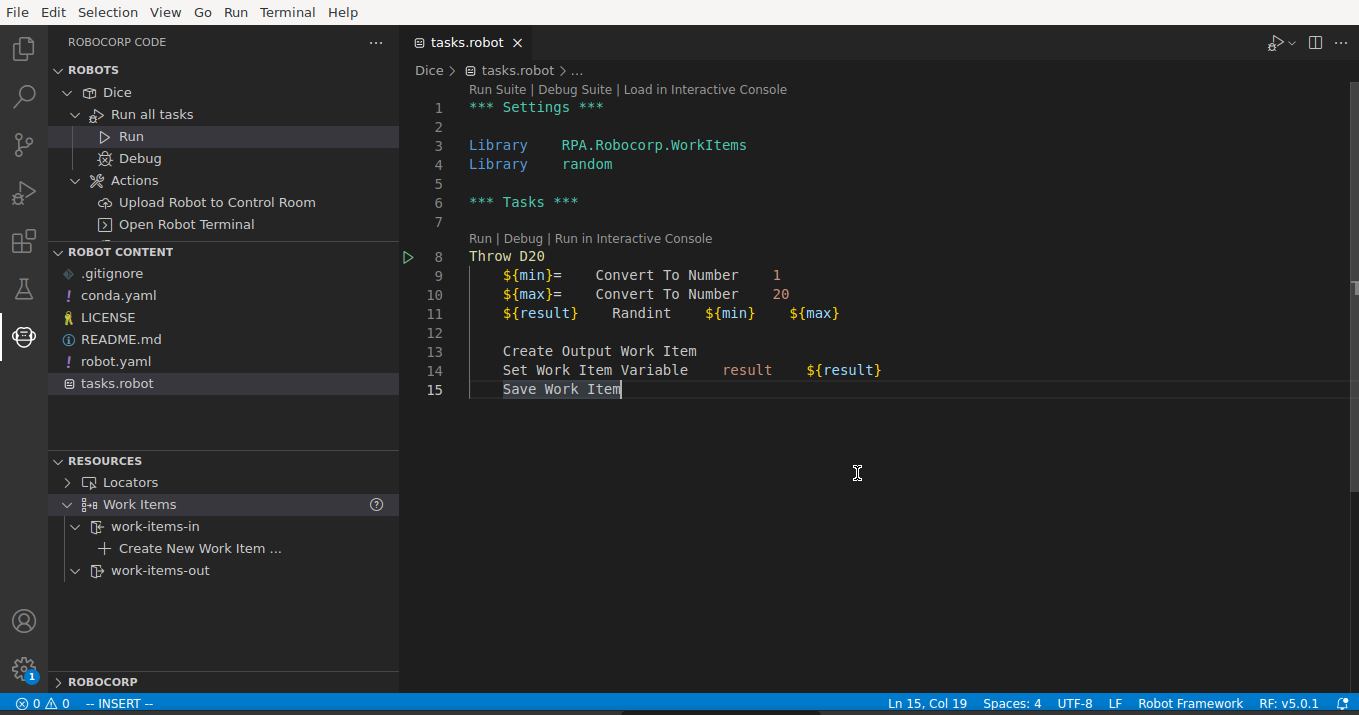 File Edit Selection View Go Run Terminal Help
ROBOCORP CODE
ROBOTS
Dice
Run all tasks
Run
Debug
Actions
Upload Robot to Control Room
Open Robot Terminal
ROBOT CONTENT
.gitignore
conda.yaml
LICENSE
README.md
robot.yaml
tasks.robot
RESOURCES
Locators
Work Items
work-items-in
Create New Work Item ...
work-items-out
ROBOCORP
1
tasks.robot
Dice > tasks.robot > ...
Run Suite | Debug Suite | Load in Interactive Console
1 *** Settings ***
2
3 Library    RPA.Robocorp.WorkItems
4 Library    random
5
6 *** Tasks ***
7
Run | Debug | Run in Interactive Console
8 Throw D20
9     ${min}=    Convert To Number    1
10     ${max}=    Convert To Number    20
11     ${result}    Randint    ${min}    ${max}
12
13     Create Output Work Item
14     Set Work Item Variable    result    ${result}
15     Save Work Item
0 0 -- INSERT -- Ln 15, Col 19 Spaces: 4 UTF-8 LF Robot Framework RF: v5.0.1